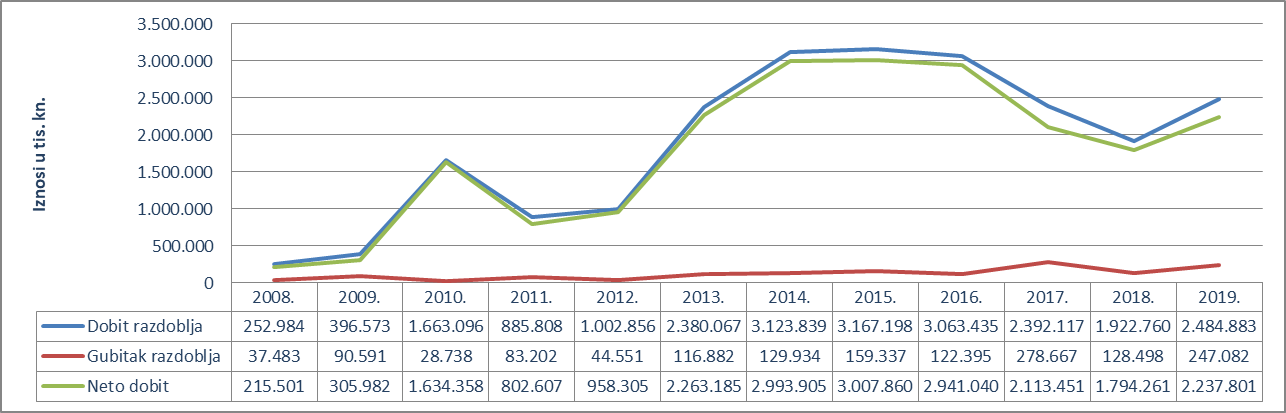 3.500.000
3.000.000
2.500.000
2.000.000
1.500.000
1.000.000
500.000
0
Iznosi u tis. kn.
2008. 2009. 2010. 2011. 2012. 2013. 2014. 2015. 2016. 2017. 2018. 2019.
Dobit razdoblja 252.984 396.573 1.663.096 885.808 1.002.856 2.380.067 3.123.839 3.167.198 3.063.435 2.392.117 1.922.760 2.484.883
Gubitak razdoblja 37.483 90.591 28.738 83.202 44.551 116.882 129.934 159.337 122.395 278.667 128.498 247.082
Neto dobit 215.501 305.982 1.634.358 802.607 958.305 2.263.185 2.993.905 3.007.860 2.941.040 2.113.451 1.794.261 2.237.801